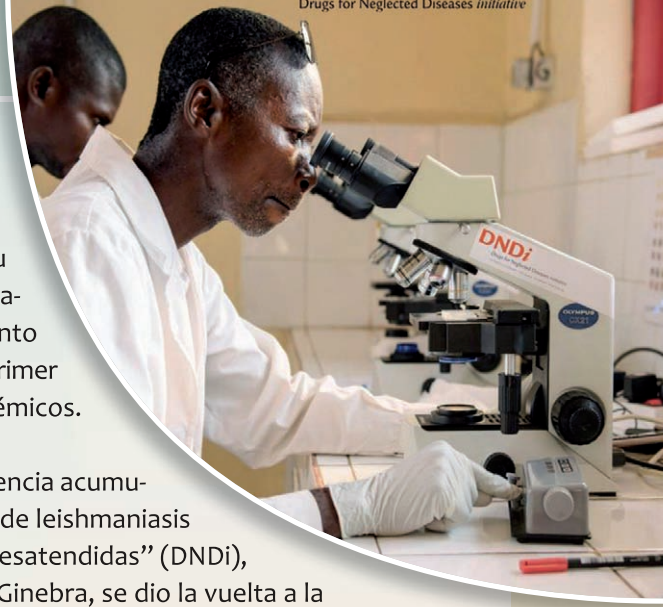 Drugs for Neglected Diseases initiative
DNDi
Drugs for Neglected Diseases initiative
OLYMPUS
CX21
u
a-
nto
rimer
émicos.
encia acumu-
de leishmaniasis
esatendidas” (DNDi),
Ginebra, se dio la vuelta a la